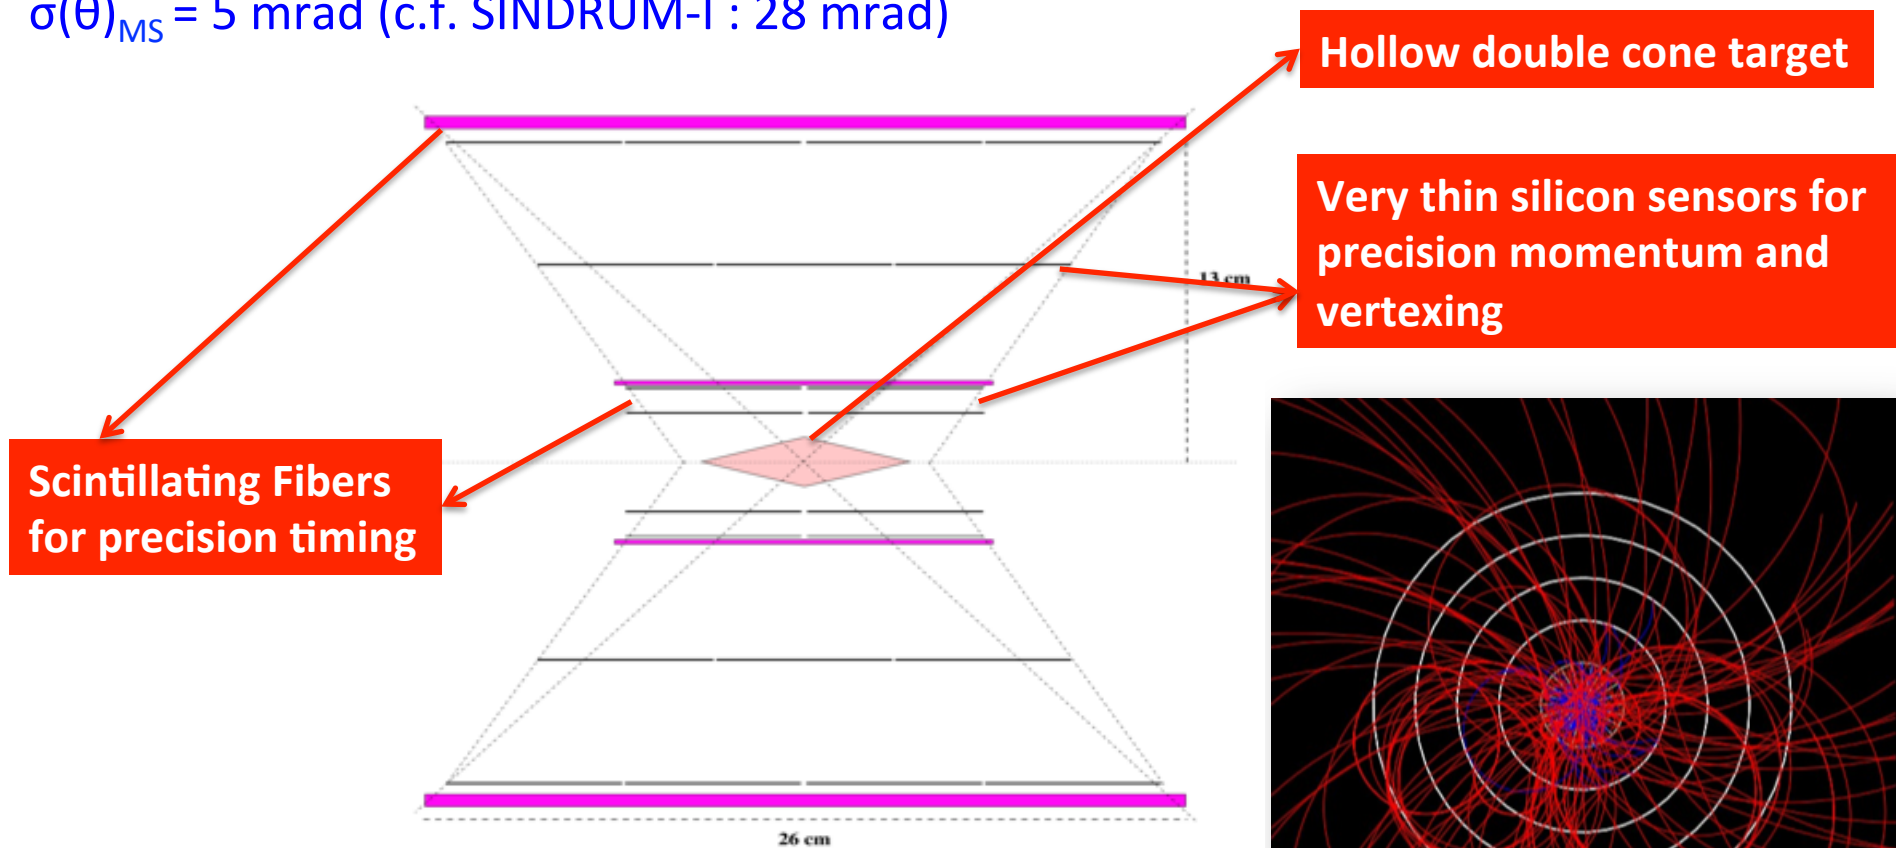 σ(θ)MS = 5 mrad (c.f. SINDRUM-I : 28 mrad)
Hollow double cone target
Very thin silicon sensors for
precision momentum and
vertexing
13 cm
Scintillating Fibers
for precision timing
26 cm